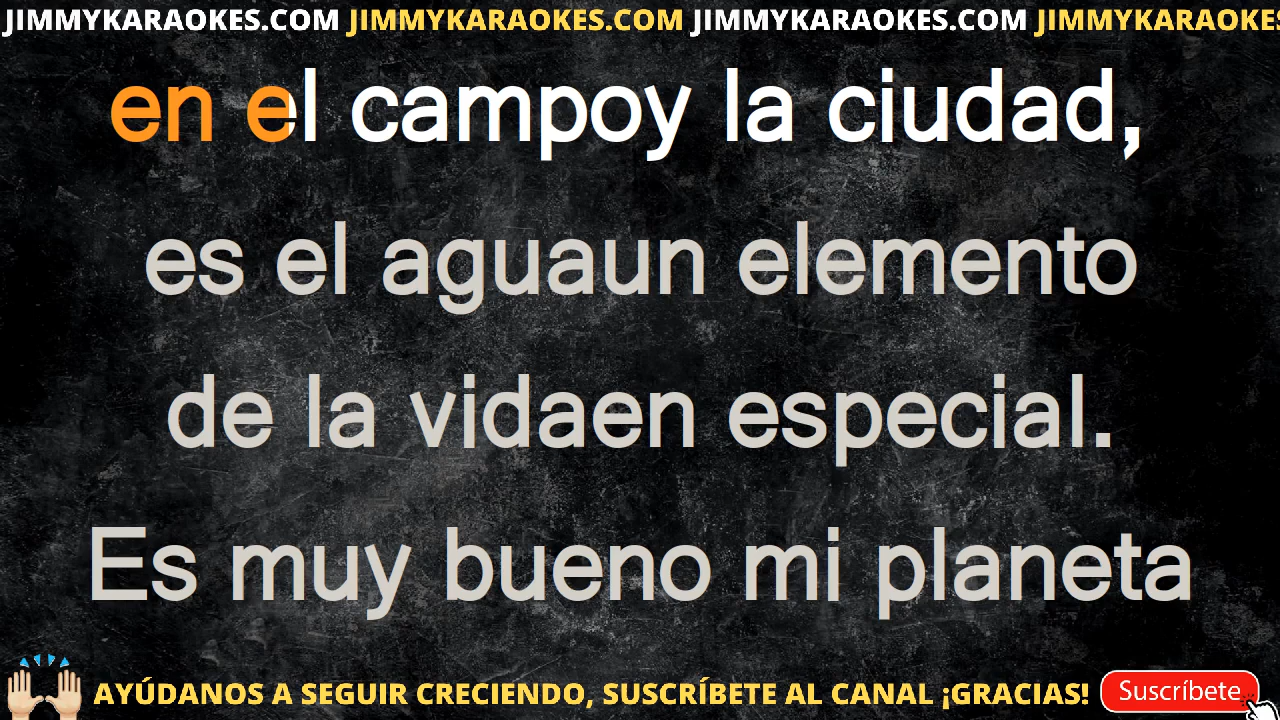 JIMMYKARAOKES.COM JIMMYKARAOKES.COM JIMMYKARAOKES.COM JIMMYKARAOKES
en el campoy la ciudad,
es el aguaun elemento
de la vidaen especial.
Es muy bueno mi planeta
AYÚDANOS A SEGUIR CRECIENDO, SUSCRÍBETE AL CANAL ¡GRACIAS! Suscríbete